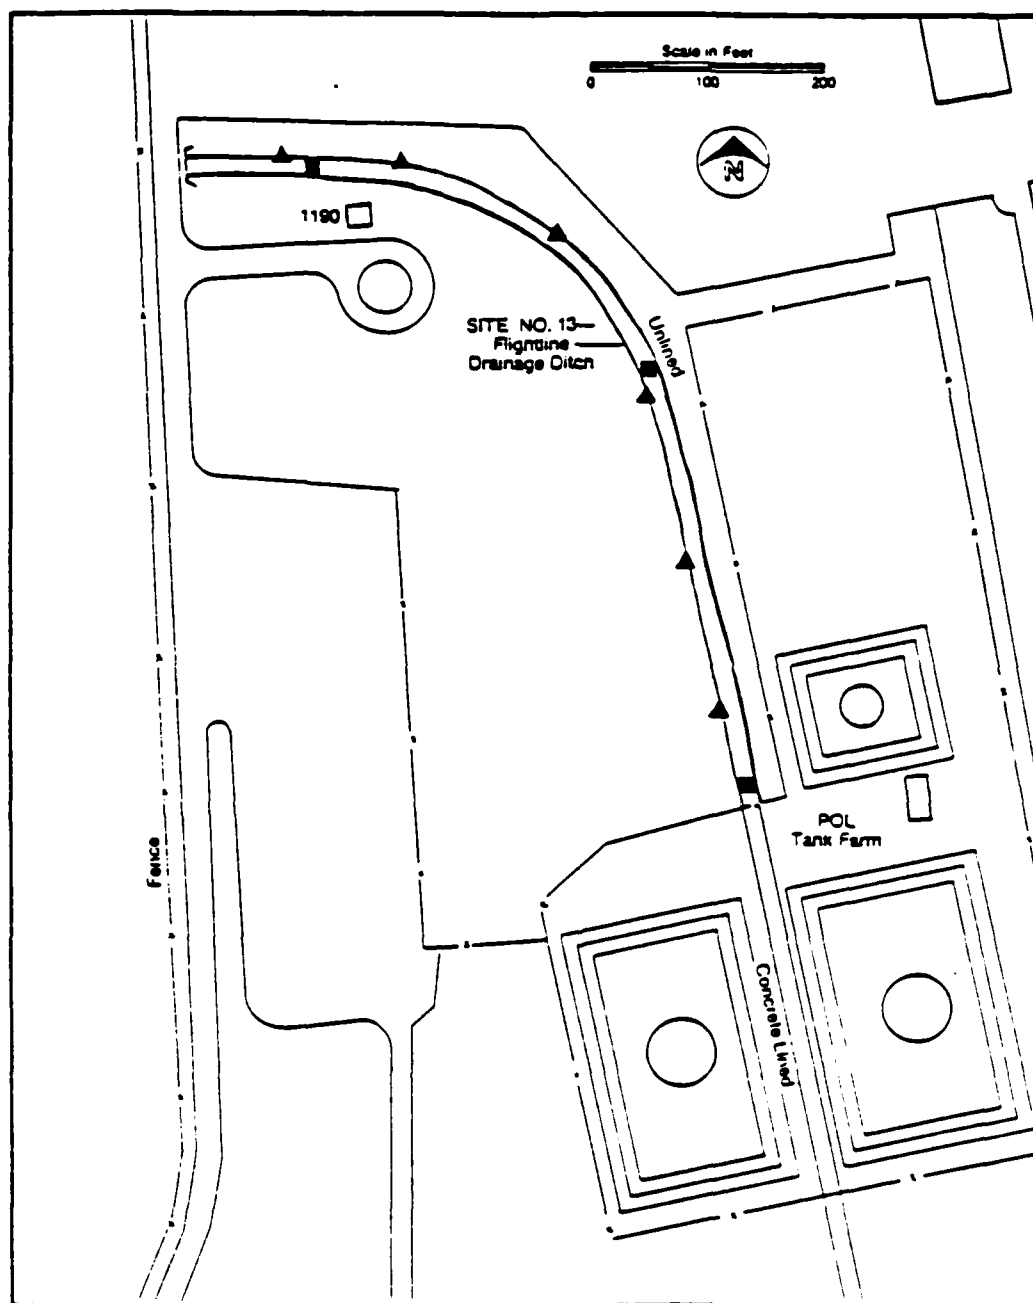 Scale in Feet
0 100 200
N
1190
SITE NO. 13
Flightline
Drainage Ditch
Unlined
POL
Tank Farm
Fence
Concrete Lined